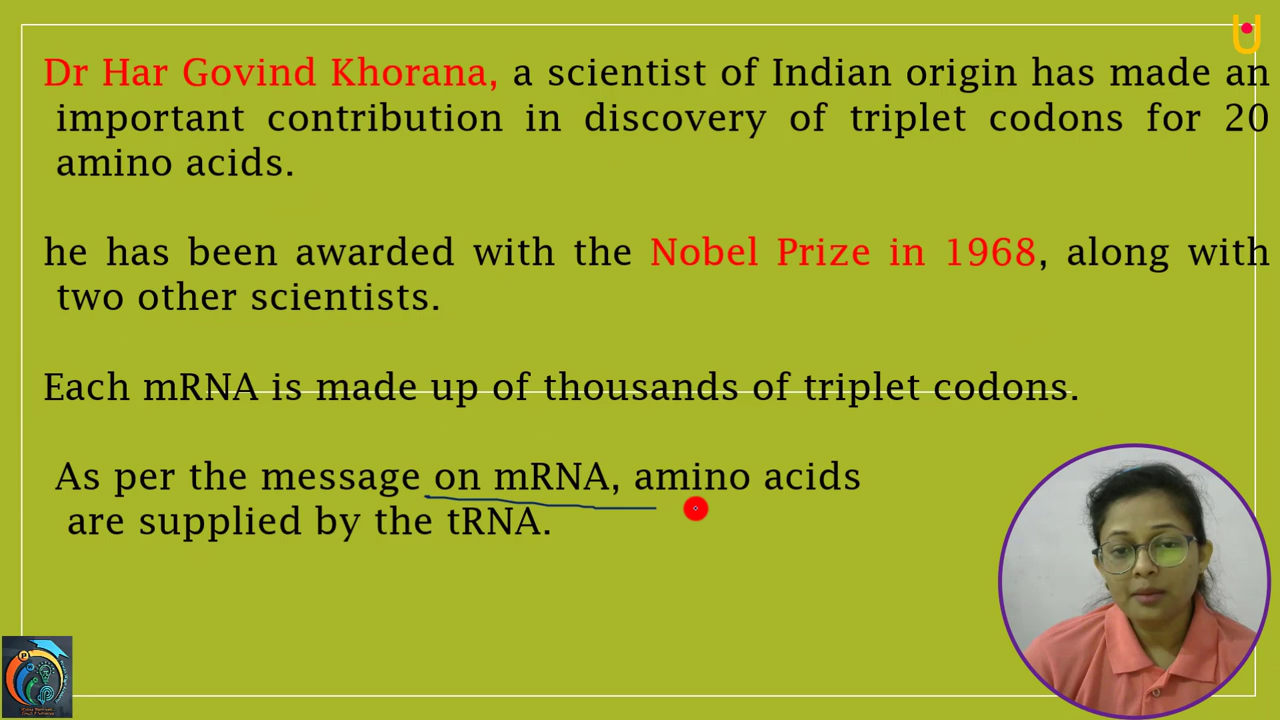 Dr Har Govind Khorana, a scientist of Indian origin has made an
important contribution in discovery of triplet codons for 20
amino acids.
he has been awarded with the Nobel Prize in 1968, along with
two other scientists.
Each mRNA is made up of thousands of triplet codons.
As per the message on mRNA, amino acids
are supplied by the tRNA.